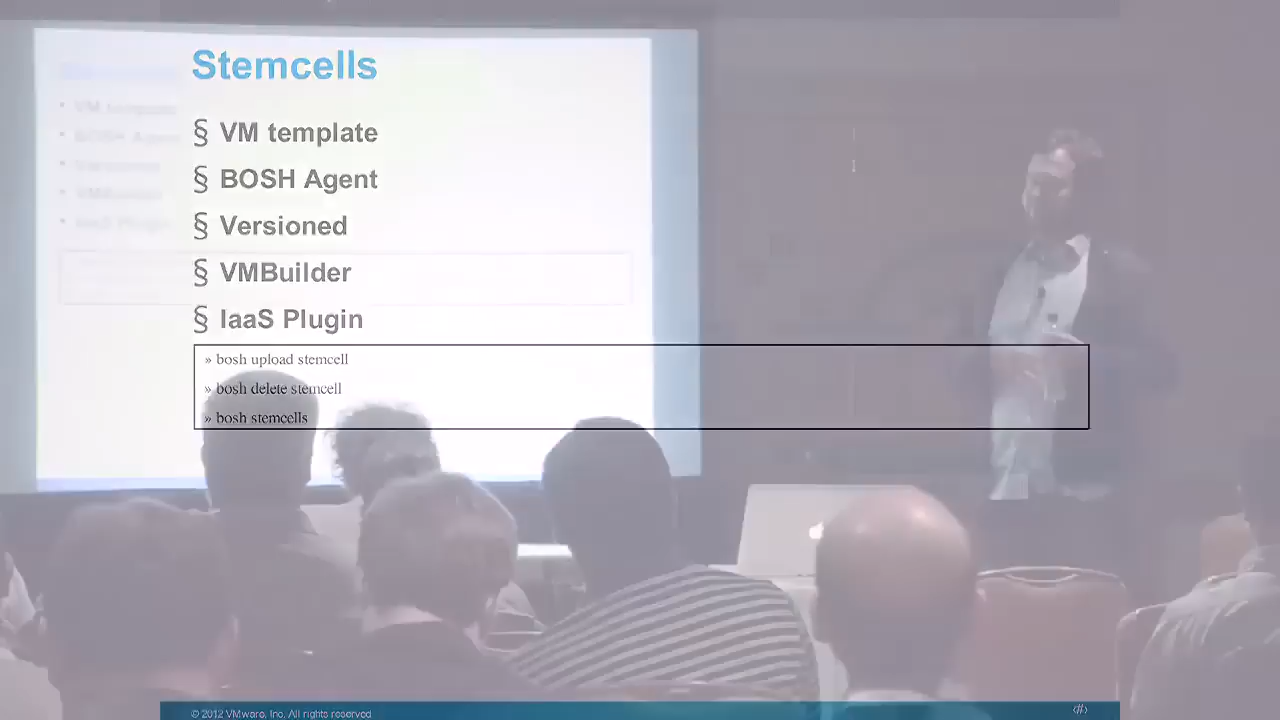 Stemcells
§ VM template
§ BOSH Agent
§ Versioned
§ VMBuilder
§ IaaS Plugin
» bosh upload stemcell
» bosh delete stemcell
» bosh stemcells
© 2012 VMware, Inc. All rights reserved
‹#›